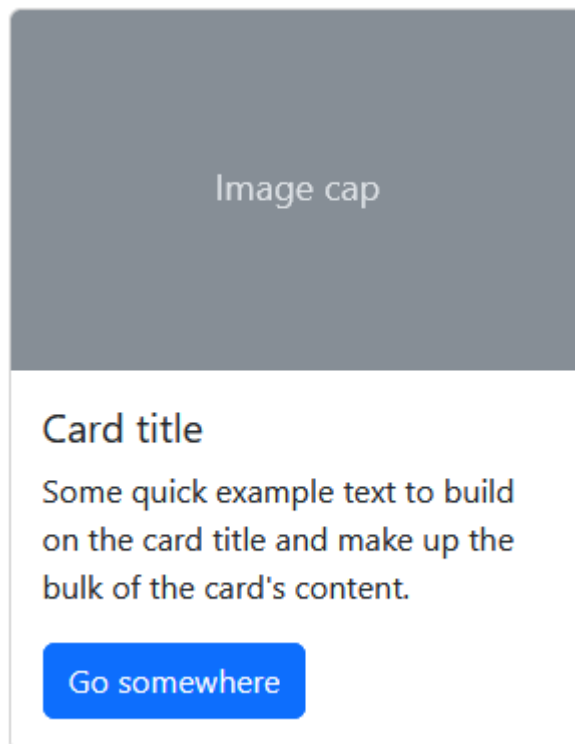 Image cap
Card title
Some quick example text to build
on the card title and make up the
bulk of the card's content.
Go somewhere